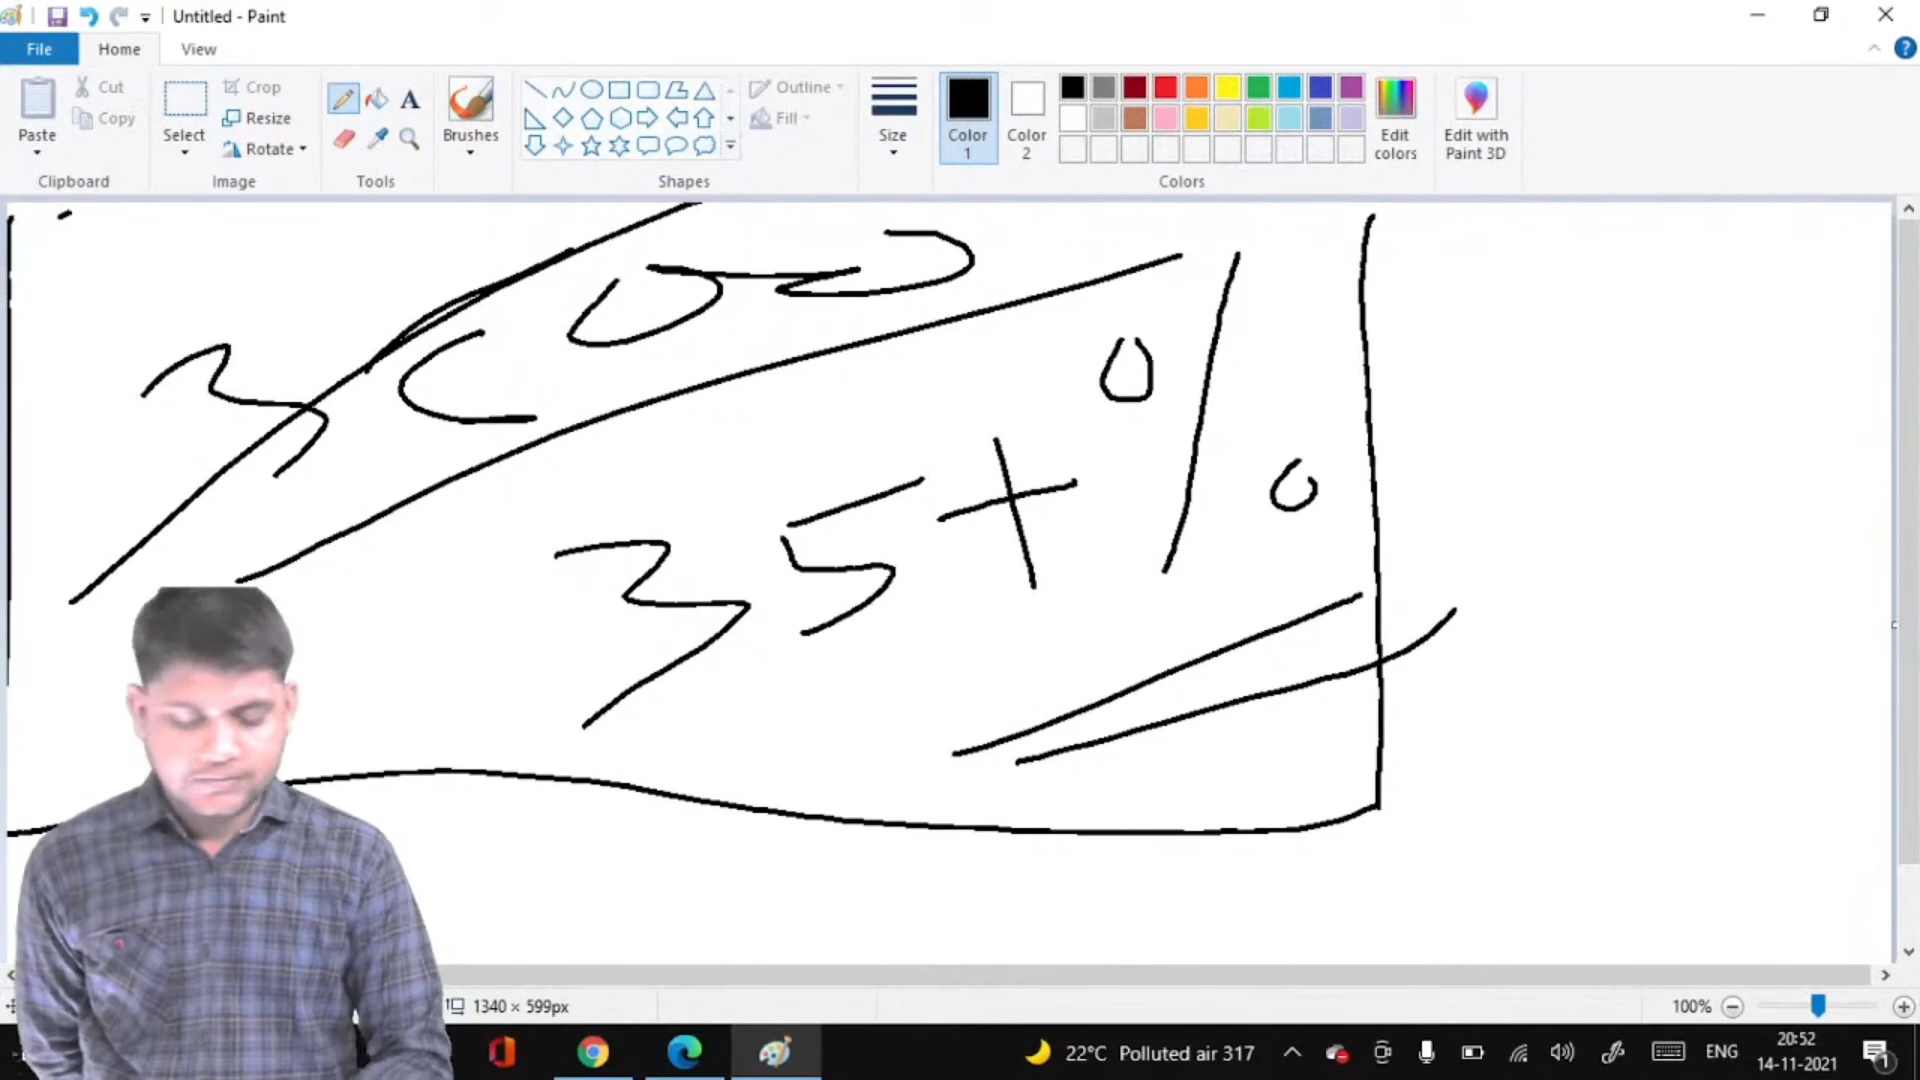 Untitled - Paint
File Home View
Paste Cut Copy Select Crop Resize Rotate A Brushes Outline Fill Size Color 1 Color 2 Edit colors Edit with Paint 3D
Clipboard Image Tools Shapes Colors
35+ %
1340 × 599px 100%
22°C Polluted air 317 ENG 20:52
14-11-2021 1